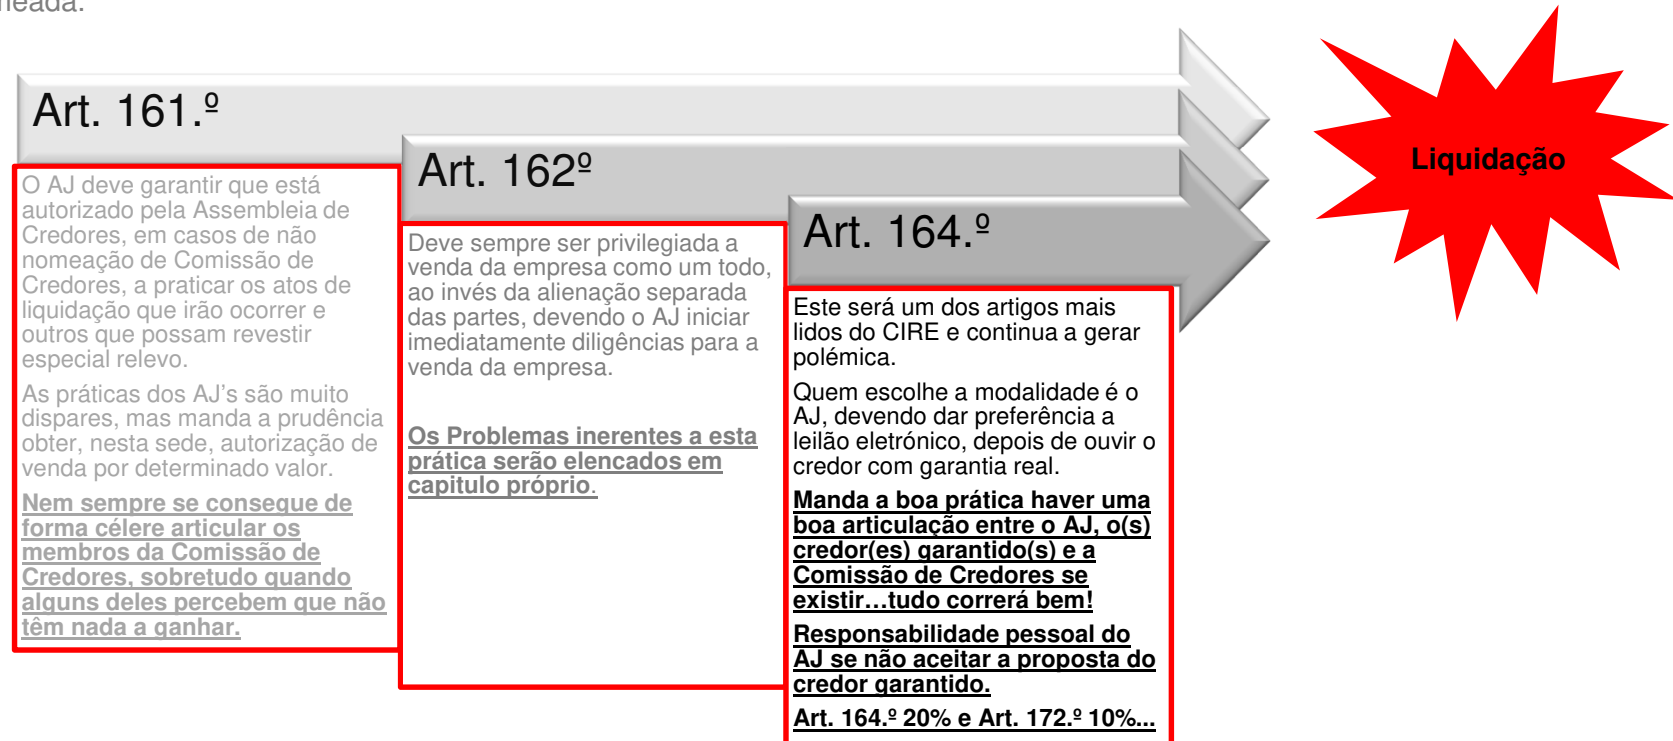 Art. 161.º
O AJ deve garantir que está
autorizado pela Assembleia de
Credores, em casos de não
nomeação de Comissão de
Credores, a praticar os atos de
liquidação que irão ocorrer e
outros que possam revestir
especial relevo.
As práticas dos AJ's são muito
dispares, mas manda a prudência
obter, nesta sede, autorização de
venda por determinado valor.
Nem sempre se consegue de
forma célere articular os
membros da Comissão de
Credores, sobretudo quando
alguns deles percebem que não
têm nada a ganhar.
Art. 162º
Deve sempre ser privilegiada a
venda da empresa como um todo,
ao invés da alienação separada
das partes, devendo o AJ iniciar
imediatamente diligências para a
venda da empresa.
Os Problemas inerentes a esta
prática serão elencados em
capitulo próprio.
Art. 164.º
Este será um dos artigos mais
lidos do CIRE e continua a gerar
polémica.
Quem escolhe a modalidade é o
AJ, devendo dar preferência a
leilão eletrónico, depois de ouvir o
credor com garantia real.
Manda a boa prática haver uma
boa articulação entre o AJ, o(s)
credor(es) garantido(s) e a
Comissão de Credores se
existir…tudo correrá bem!
Responsabilidade pessoal do
AJ se não aceitar a proposta do
credor garantido.
Art. 164.º 20% e Art. 172.º 10%...
Liquidação